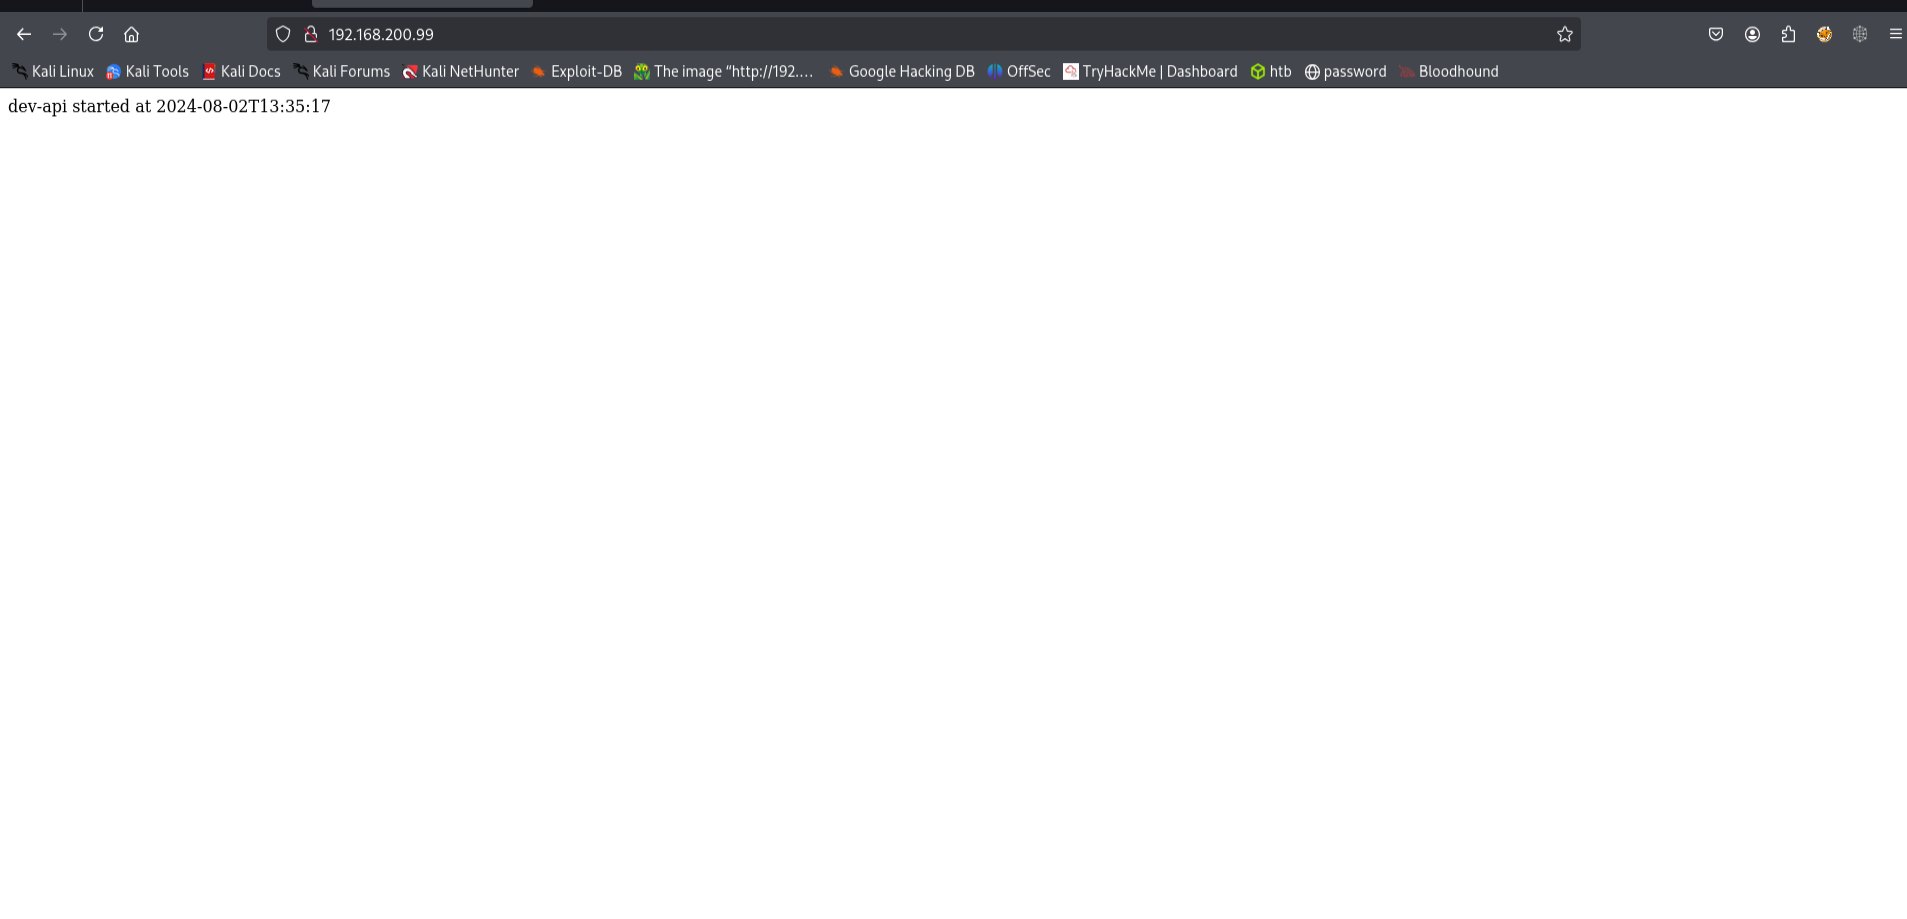 192.168.200.99
Kali Linux Kali Tools Kali Docs Kali Forums Kali NetHunter Exploit-DB The image “http://192.… Google Hacking DB OffSec TryHackMe | Dashboard htb password Bloodhound
dev-api started at 2024-08-02T13:35:17